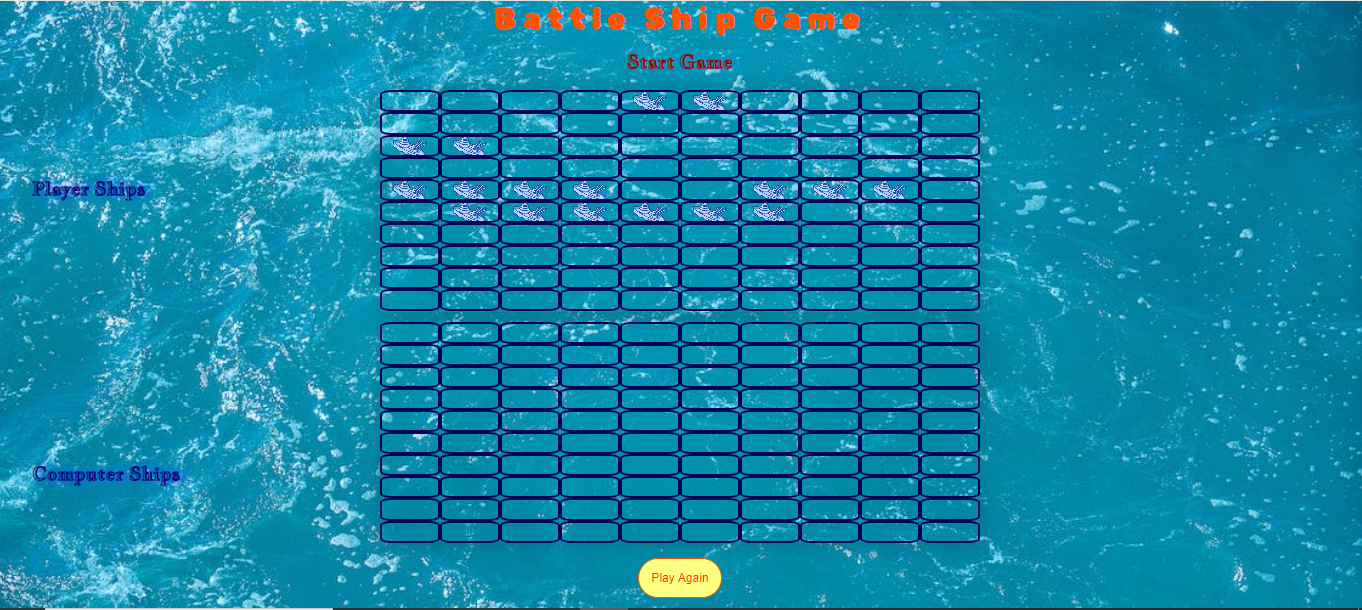 Battle Ship Game
Start Game
Player Ships
Computer Ships
Play Again